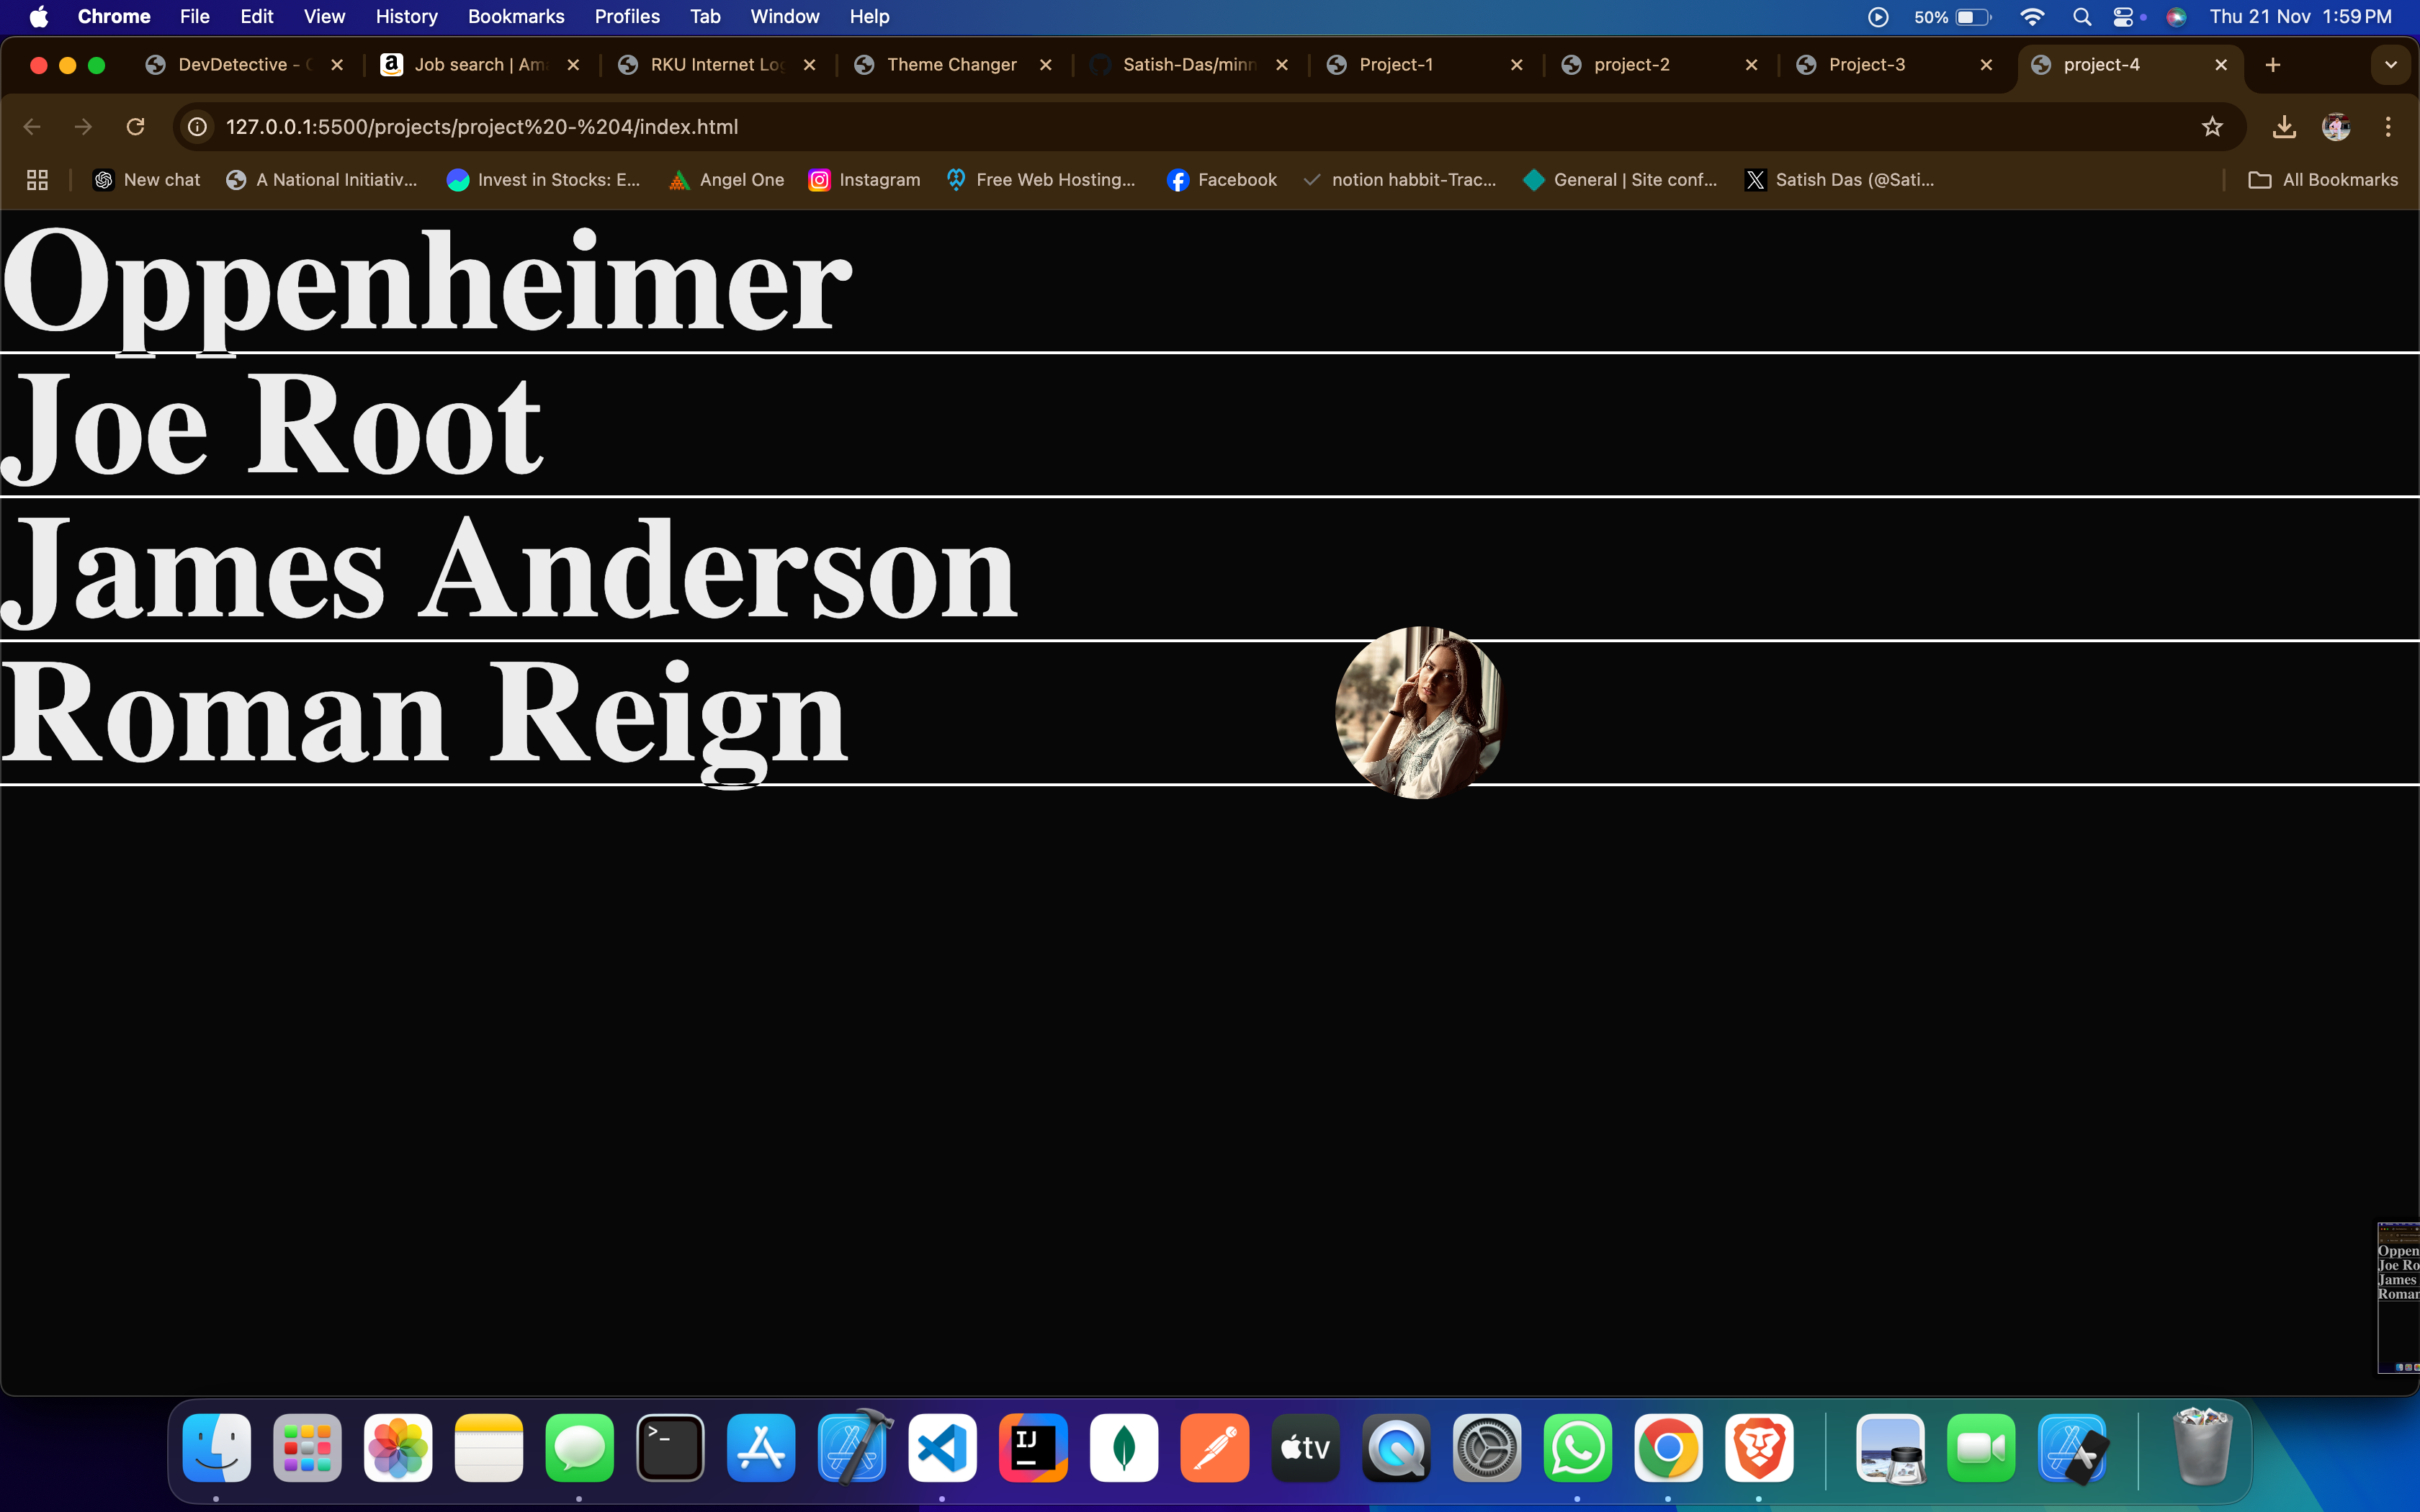 Chrome File Edit View History Bookmarks Profiles Tab Window Help 50% Thu 21 Nov 1:59 PM
DevDetective - Job search | Am RKU Internet Lo Theme Changer Satish-Das/minn Project-1 project-2 Project-3 project-4
127.0.0.1:5500/projects/project%20-%204/index.html
New chat A National Initiativ... Invest in Stocks: E... Angel One Instagram Free Web Hosting... Facebook notion habbit-Trac... General | Site conf... Satish Das (@Sati... All Bookmarks
Oppenheimer
Joe Root
James Anderson
Roman Reign
Oppen
Joe Ro
James
Roman
>_
IJ
tv